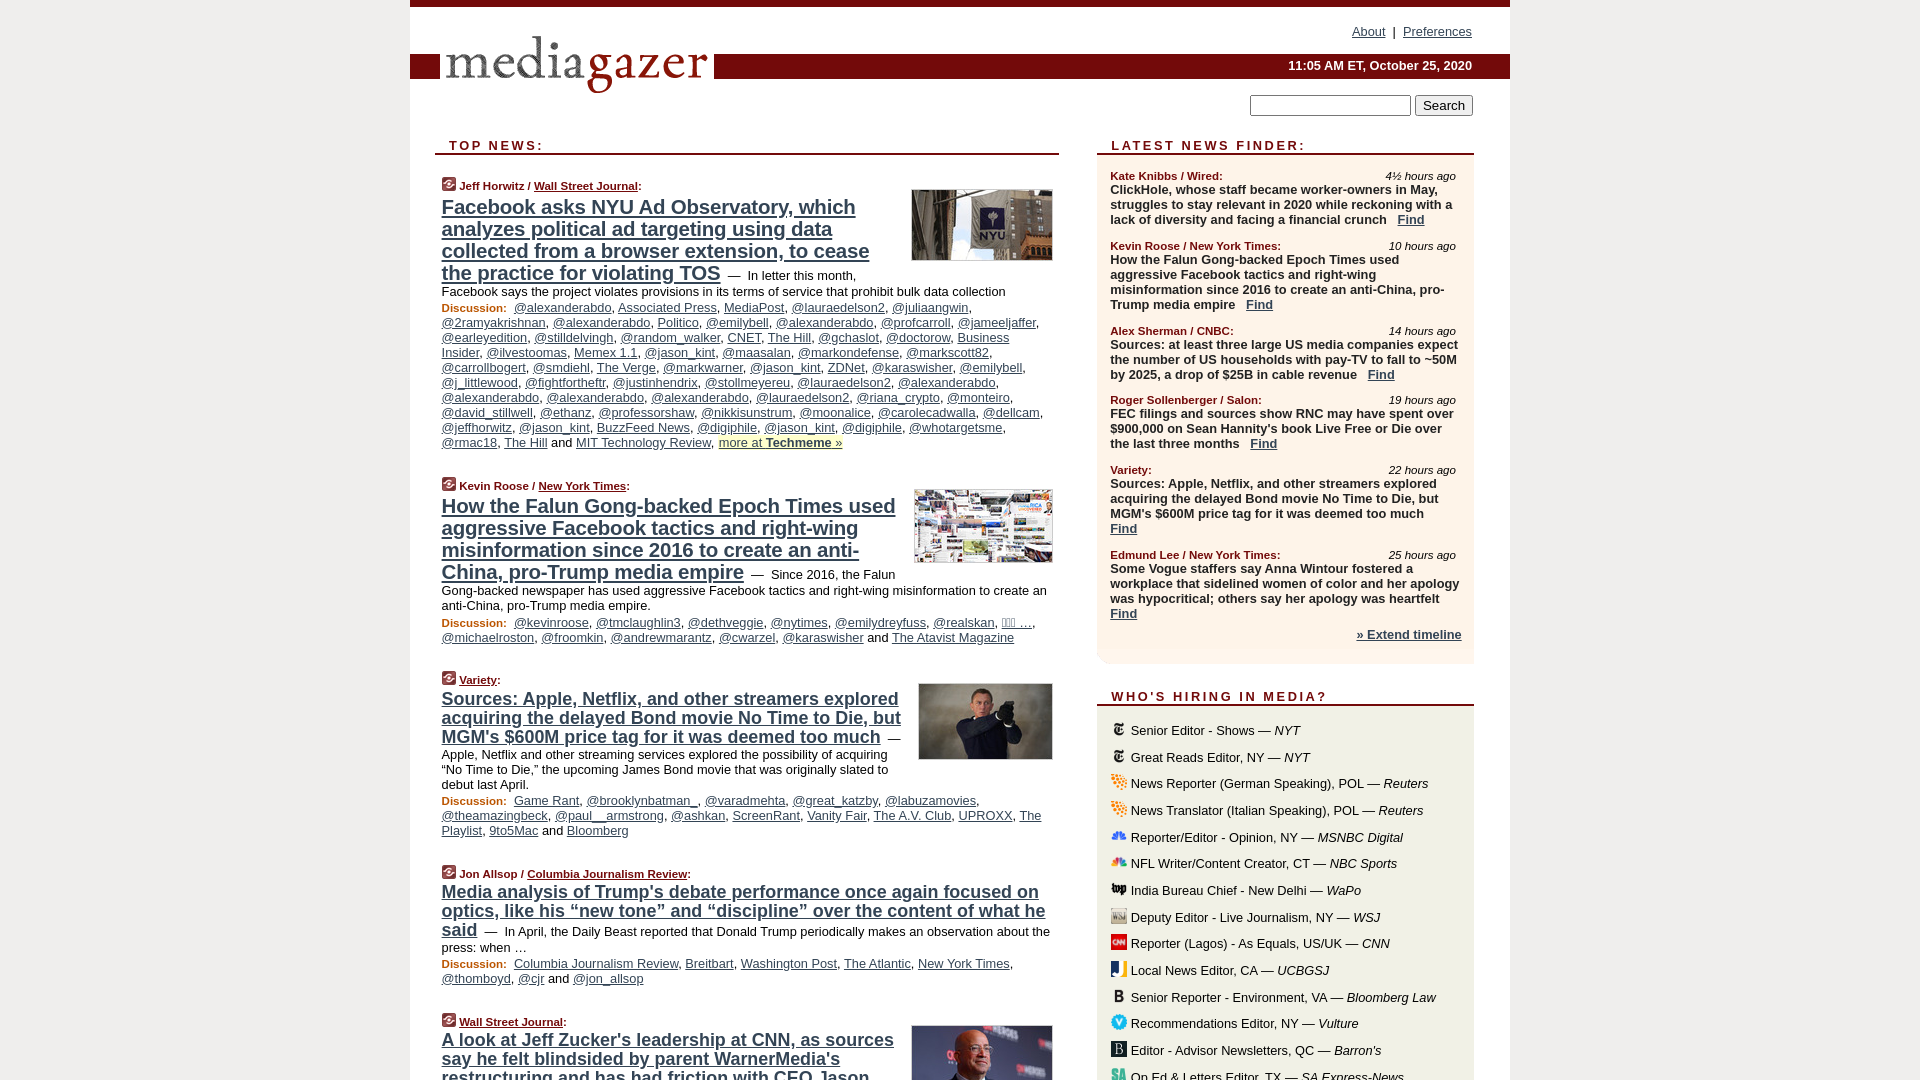 About | Preferences
mediagazer
11:05 AM ET, October 25, 2020
Search
TOP NEWS:
Jeff Horwitz / Wall Street Journal:
Facebook asks NYU Ad Observatory, which
analyzes political ad targeting using data
collected from a browser extension, to cease
the practice for violating TOS — In letter this month,
Facebook says the project violates provisions in its terms of service that prohibit bulk data collection
Discussion: @alexanderabdo, Associated Press, MediaPost, @lauraedelson2, @juliaangwin,
@2ramyakrishnan, @alexanderabdo, Politico, @emilybell, @alexanderabdo, @profcarroll, @jameeljaffer,
@earleyedition, @stilldelvingh, @random_walker, CNET, The Hill, @gchaslot, @doctorow, Business
Insider, @ilvestoomas, Memex 1.1, @jason_kint, @maasalan, @markondefense, @markscott82,
@carrollbogert, @smdiehl, The Verge, @markwarner, @jason_kint, ZDNet, @karaswisher, @emilybell,
@j_littlewood, @fightfortheftr, @justinhendrix, @stollmeyereu, @lauraedelson2, @alexanderabdo,
@alexanderabdo, @alexanderabdo, @alexanderabdo, @lauraedelson2, @riana_crypto, @monteiro,
@david_stillwell, @ethanz, @professorshaw, @nikkisunstrum, @moonalice, @carolecadwalla, @dellcam,
@jeffhorwitz, @jason_kint, BuzzFeed News, @digiphile, @jason_kint, @digiphile, @whotargetsme,
@rmac18, The Hill and MIT Technology Review, more at Techmeme »
Kevin Roose / New York Times:
How the Falun Gong-backed Epoch Times used
aggressive Facebook tactics and right-wing
misinformation since 2016 to create an anti-
China, pro-Trump media empire — Since 2016, the Falun
Gong-backed newspaper has used aggressive Facebook tactics and right-wing misinformation to create an
anti-China, pro-Trump media empire.
Discussion: @kevinroose, @tmclaughlin3, @dethveggie, @nytimes, @emilydreyfuss, @realskan, …,
@michaelroston, @froomkin, @andrewmarantz, @cwarzel, @karaswisher and The Atavist Magazine
Variety:
Sources: Apple, Netflix, and other streamers explored
acquiring the delayed Bond movie No Time to Die, but
MGM's $600M price tag for it was deemed too much —
Apple, Netflix and other streaming services explored the possibility of acquiring
“No Time to Die,” the upcoming James Bond movie that was originally slated to
debut last April.
Discussion: Game Rant, @brooklynbatman_, @varadmehta, @great_katzby, @labuzamovies,
@theamazingbeck, @paul__armstrong, @ashkan, ScreenRant, Vanity Fair, The A.V. Club, UPROXX, The
Playlist, 9to5Mac and Bloomberg
Jon Allsop / Columbia Journalism Review:
Media analysis of Trump's debate performance once again focused on
optics, like his “new tone” and “discipline” over the content of what he
said — In April, the Daily Beast reported that Donald Trump periodically makes an observation about the
press: when …
Discussion: Columbia Journalism Review, Breitbart, Washington Post, The Atlantic, New York Times,
@thomboyd, @cjr and @jon_allsop
Wall Street Journal:
A look at Jeff Zucker's leadership at CNN, as sources
say he felt blindsided by parent WarnerMedia's
restructuring and has had friction with CEO Jason
NYU
LATEST NEWS FINDER:
Kate Knibbs / Wired: 4½ hours ago
ClickHole, whose staff became worker-owners in May,
struggles to stay relevant in 2020 while reckoning with a
lack of diversity and facing a financial crunch Find
Kevin Roose / New York Times: 10 hours ago
How the Falun Gong-backed Epoch Times used
aggressive Facebook tactics and right-wing
misinformation since 2016 to create an anti-China, pro-
Trump media empire Find
Alex Sherman / CNBC: 14 hours ago
Sources: at least three large US media companies expect
the number of US households with pay-TV to fall to ~50M
by 2025, a drop of $25B in cable revenue Find
Roger Sollenberger / Salon: 19 hours ago
FEC filings and sources show RNC may have spent over
$900,000 on Sean Hannity's book Live Free or Die over
the last three months Find
Variety: 22 hours ago
Sources: Apple, Netflix, and other streamers explored
acquiring the delayed Bond movie No Time to Die, but
MGM's $600M price tag for it was deemed too much
Find
Edmund Lee / New York Times: 25 hours ago
Some Vogue staffers say Anna Wintour fostered a
workplace that sidelined women of color and her apology
was hypocritical; others say her apology was heartfelt
Find
» Extend timeline
WHO'S HIRING IN MEDIA?
Senior Editor - Shows — NYT
Great Reads Editor, NY — NYT
News Reporter (German Speaking), POL — Reuters
News Translator (Italian Speaking), POL — Reuters
Reporter/Editor - Opinion, NY — MSNBC Digital
NFL Writer/Content Creator, CT — NBC Sports
India Bureau Chief - New Delhi — WaPo
Deputy Editor - Live Journalism, NY — WSJ
Reporter (Lagos) - As Equals, US/UK — CNN
Local News Editor, CA — UCBGSJ
Senior Reporter - Environment, VA — Bloomberg Law
Recommendations Editor, NY — Vulture
Editor - Advisor Newsletters, QC — Barron's
Op Ed & Letters Editor, TX — SA Express-News